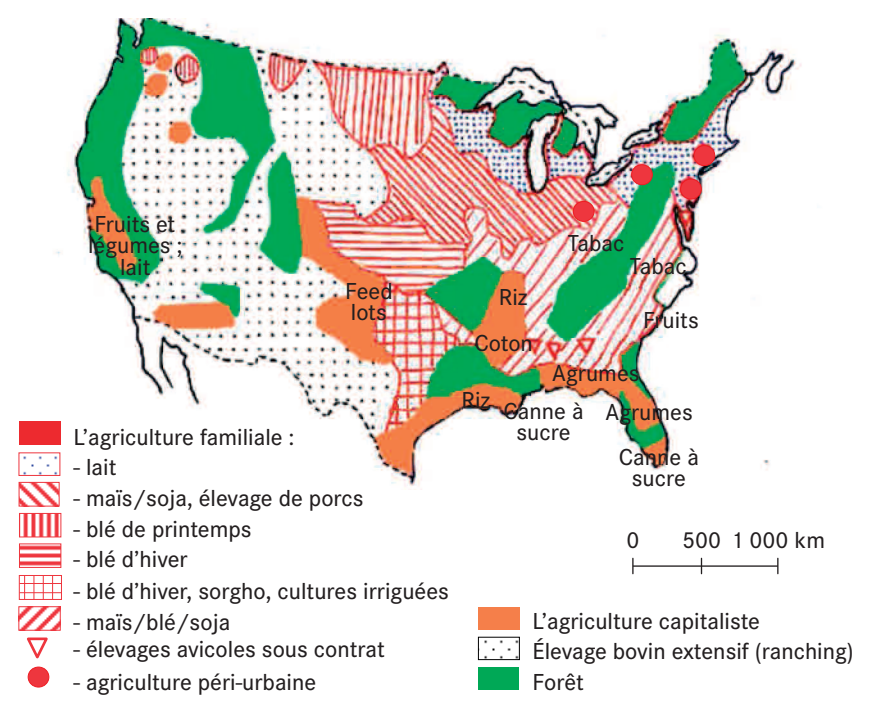 Fruits et
légumes ;
lait
Feed
lots
Tabac
Tabac
Riz
Fruits
Coton
Agrumes
Riz
Canne à
sucre
Agrumes
Canne à
sucre
L'agriculture familiale :
- lait
- maïs/soja, élevage de porcs
- blé de printemps
- blé d'hiver
- blé d'hiver, sorgho, cultures irriguées
- maïs/blé/soja
- élevages avicoles sous contrat
- agriculture péri-urbaine
0 500 1 000 km
L'agriculture capitaliste
Élevage bovin extensif (ranching)
Forêt